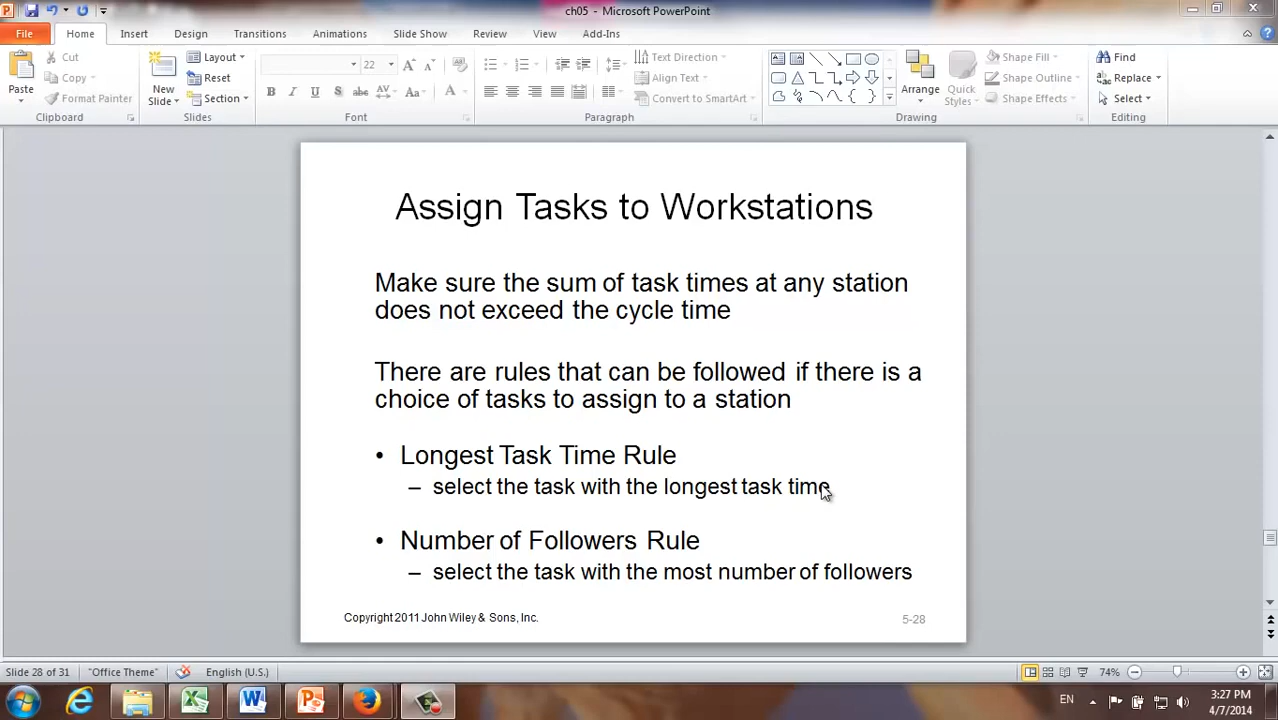 ch05 - Microsoft PowerPoint
File Home Insert Design Transitions Animations Slide Show Review View Add-Ins
Cut
Copy
Format Painter
Paste
Clipboard
New
Slide
Layout
Reset
Section
Slides
22
B I U S abc AV Aa A
Font
Text Direction
Align Text
Convert to SmartArt
Paragraph
Arrange
Quick
Styles
Shape Fill
Shape Outline
Shape Effects
Drawing
Find
Replace
Select
Editing
Assign Tasks to Workstations
Make sure the sum of task times at any station
does not exceed the cycle time
There are rules that can be followed if there is a
choice of tasks to assign to a station
• Longest Task Time Rule
– select the task with the longest task time
• Number of Followers Rule
– select the task with the most number of followers
Copyright 2011 John Wiley & Sons, Inc.
5-28
Slide 28 of 31 "Office Theme" English (U.S.) 74%
EN 3:27 PM
4/7/2014